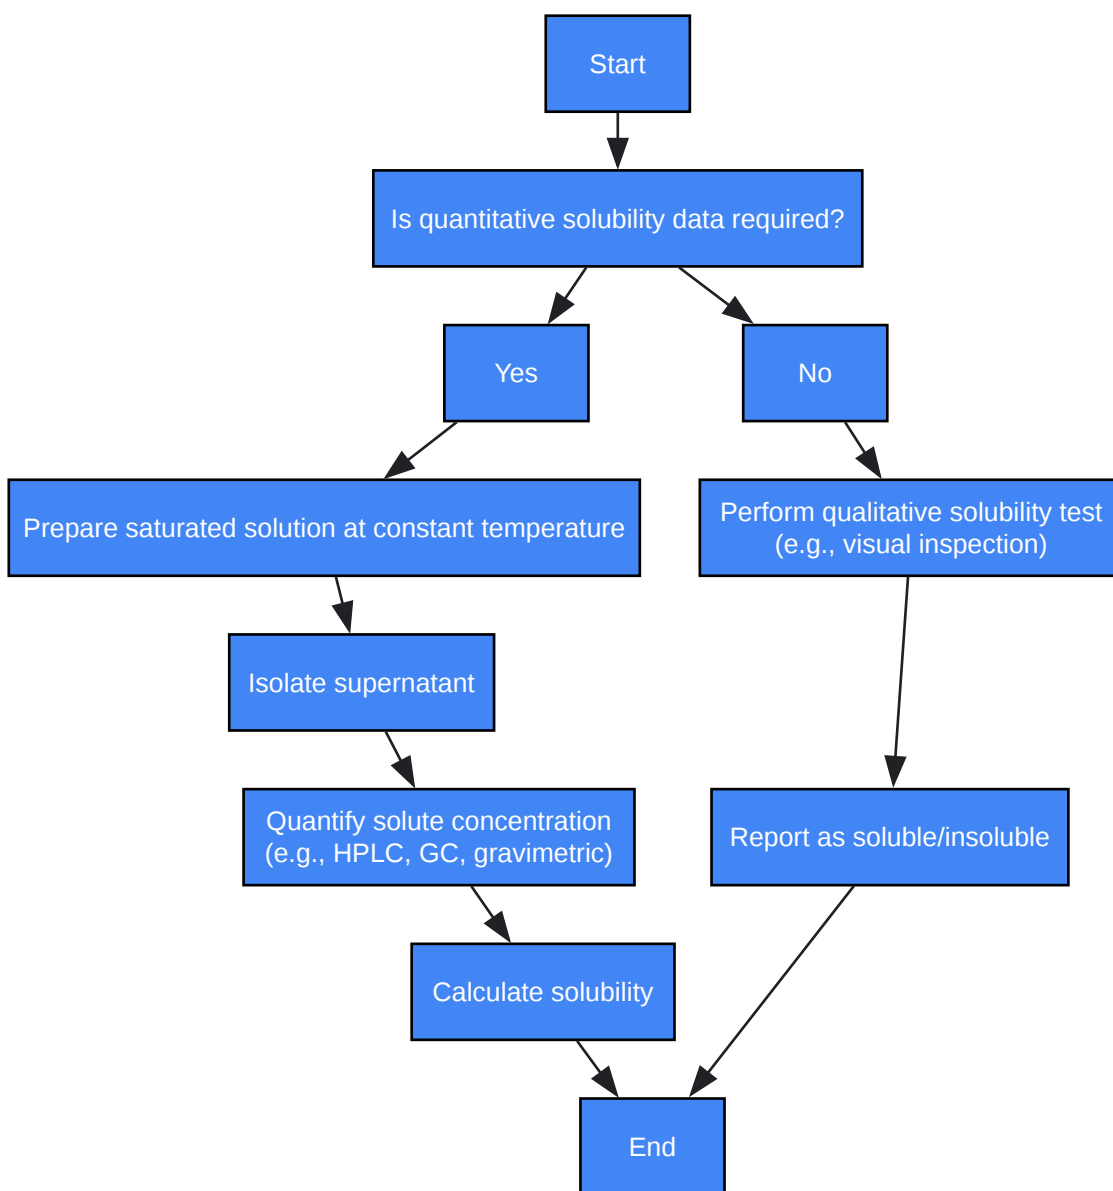 Start
Is quantitative solubility data required?
Yes
No
Prepare saturated solution at constant temperature
Perform qualitative solubility test
(e.g., visual inspection)
Isolate supernatant
Quantify solute concentration
(e.g., HPLC, GC, gravimetric)
Report as soluble/insoluble
Calculate solubility
End